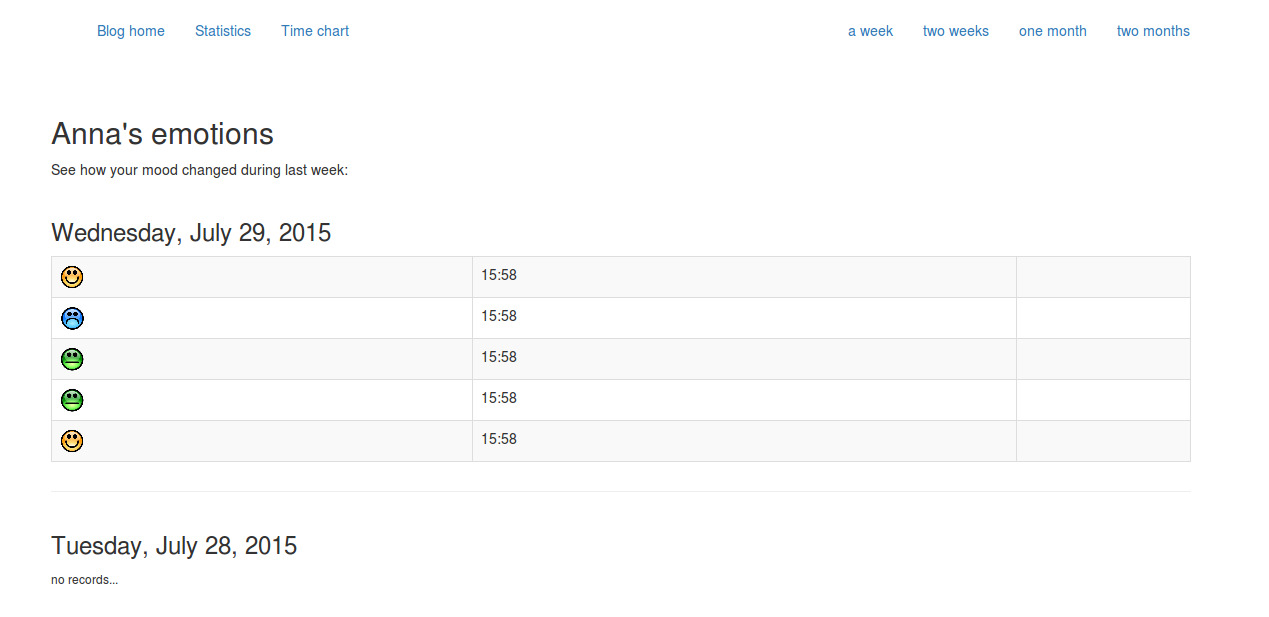 Blog home Statistics Time chart a week two weeks one month two months
Anna's emotions
See how your mood changed during last week:
Wednesday, July 29, 2015
15:58
15:58
15:58
15:58
15:58
Tuesday, July 28, 2015
no records...